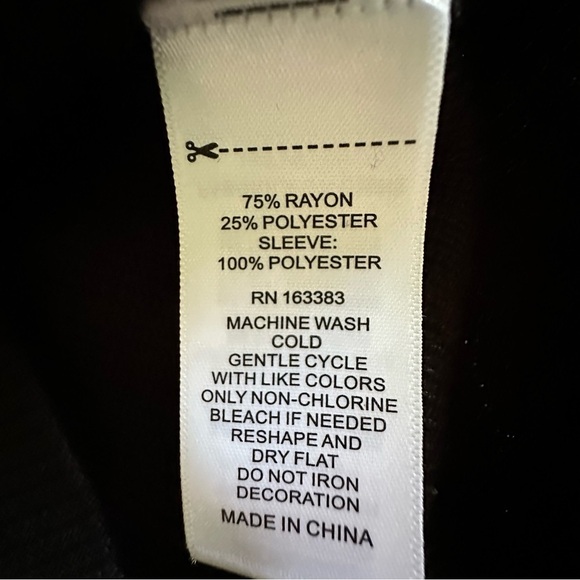 75% RAYON
25% POLYESTER
SLEEVE:
100% POLYESTER
RN 163383
MACHINE WASH
COLD
GENTLE CYCLE
WITH LIKE COLORS
ONLY NON-CHLORINE
BLEACH IF NEEDED
RESHAPE AND
DRY FLAT
DO NOT IRON
DECORATION
MADE IN CHINA